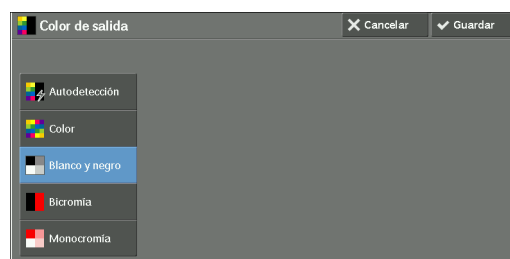 Color de salida
Cancelar
Guardar
Autodetección
Color
Blanco y negro
Bicromía
Monocromía